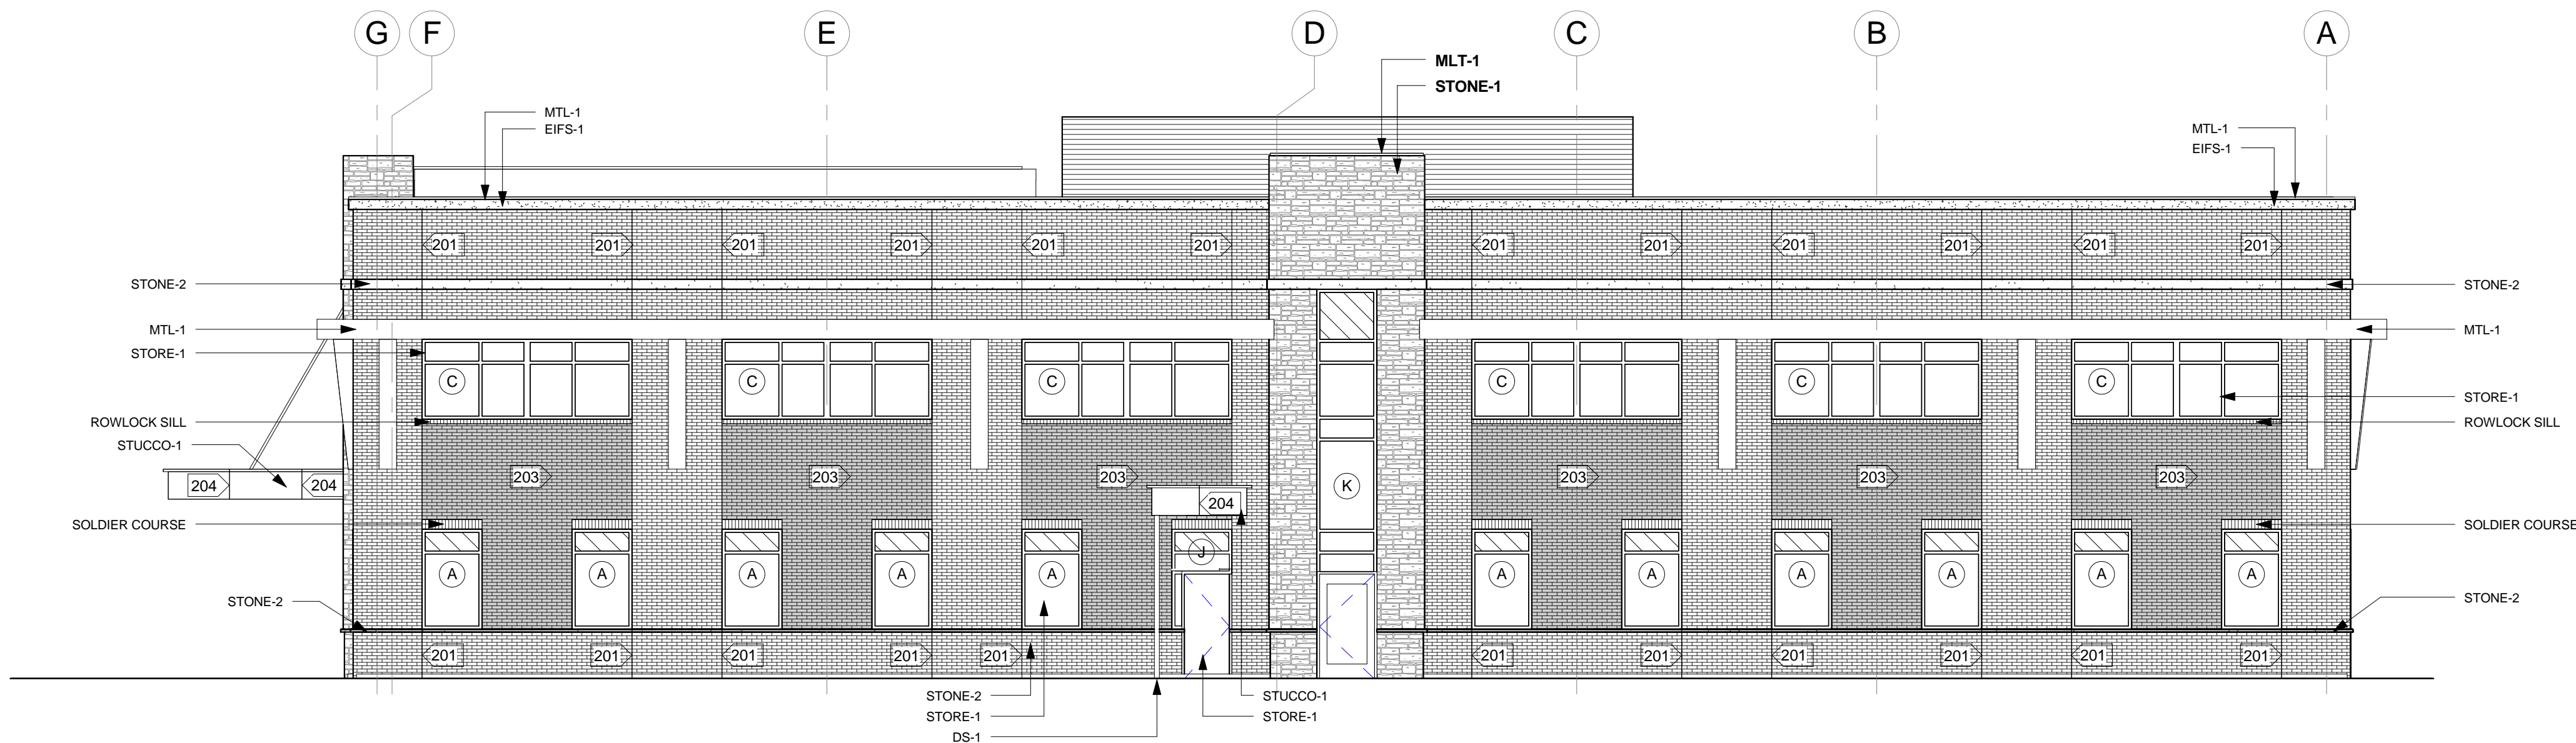 G F E D C B A
MLT-1
STONE-1
MTL-1
EIFS-1
MTL-1
EIFS-1
201 201 201 201 201 201 201 201 201 201 201 201
STONE-2
STONE-2
MTL-1
MTL-1
STORE-1
C C C C C C
STORE-1
ROWLOCK SILL
ROWLOCK SILL
STUCCO-1
203 203 203 203 203 203
K
204 204
204
SOLDIER COURSE
SOLDIER COURSE
J
A A A A A A A A A A A
STONE-2
STONE-2
201 201 201 201 201 201 201 201 201 201 201
STONE-2
STUCCO-1
STORE-1
STORE-1
DS-1